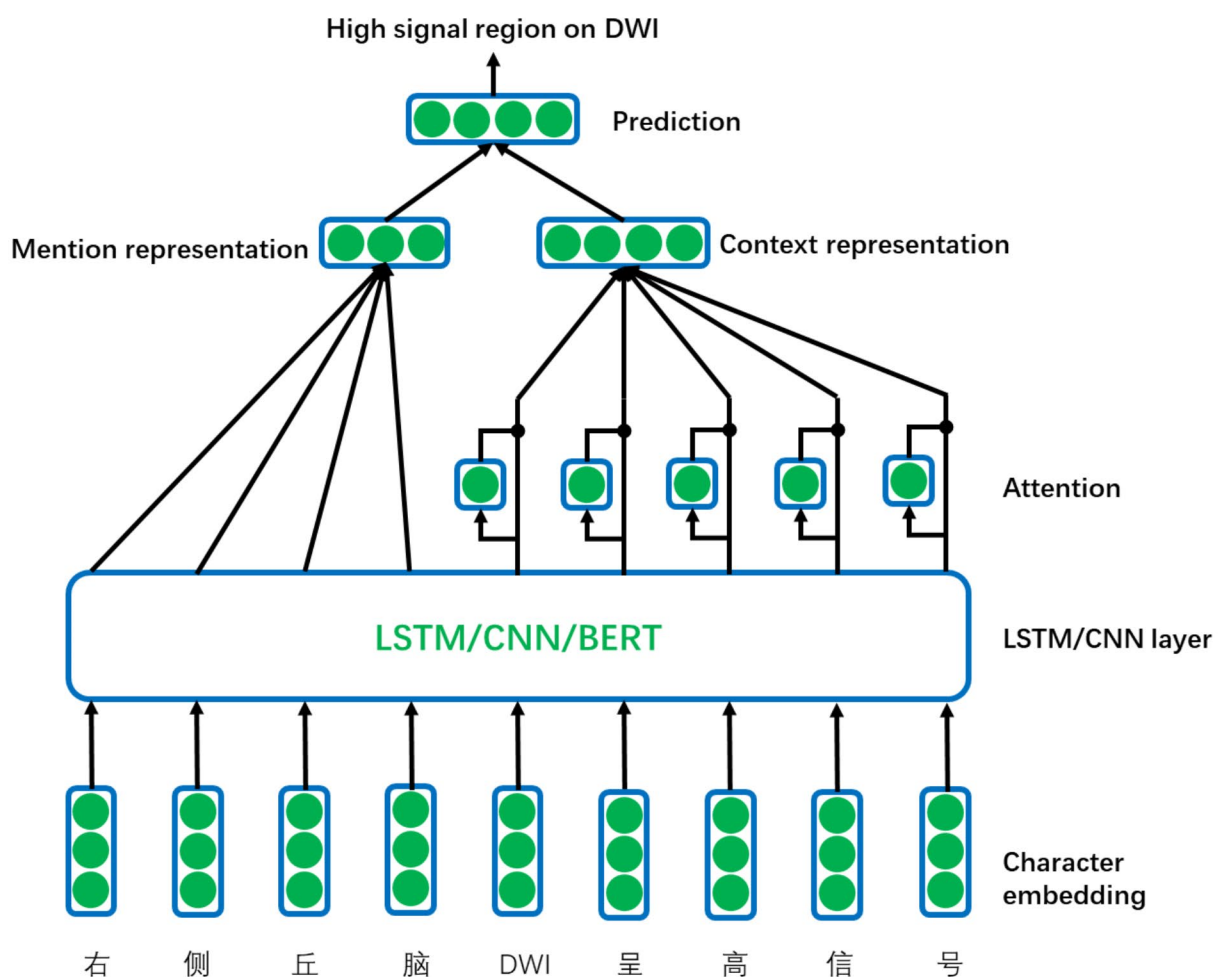 High signal region on DWI
Prediction
Mention representation
Context representation
Attention
LSTM/CNN/BERT
LSTM/CNN layer
Character
embedding
右 侧 丘 脑 DWI 呈 高 信 号